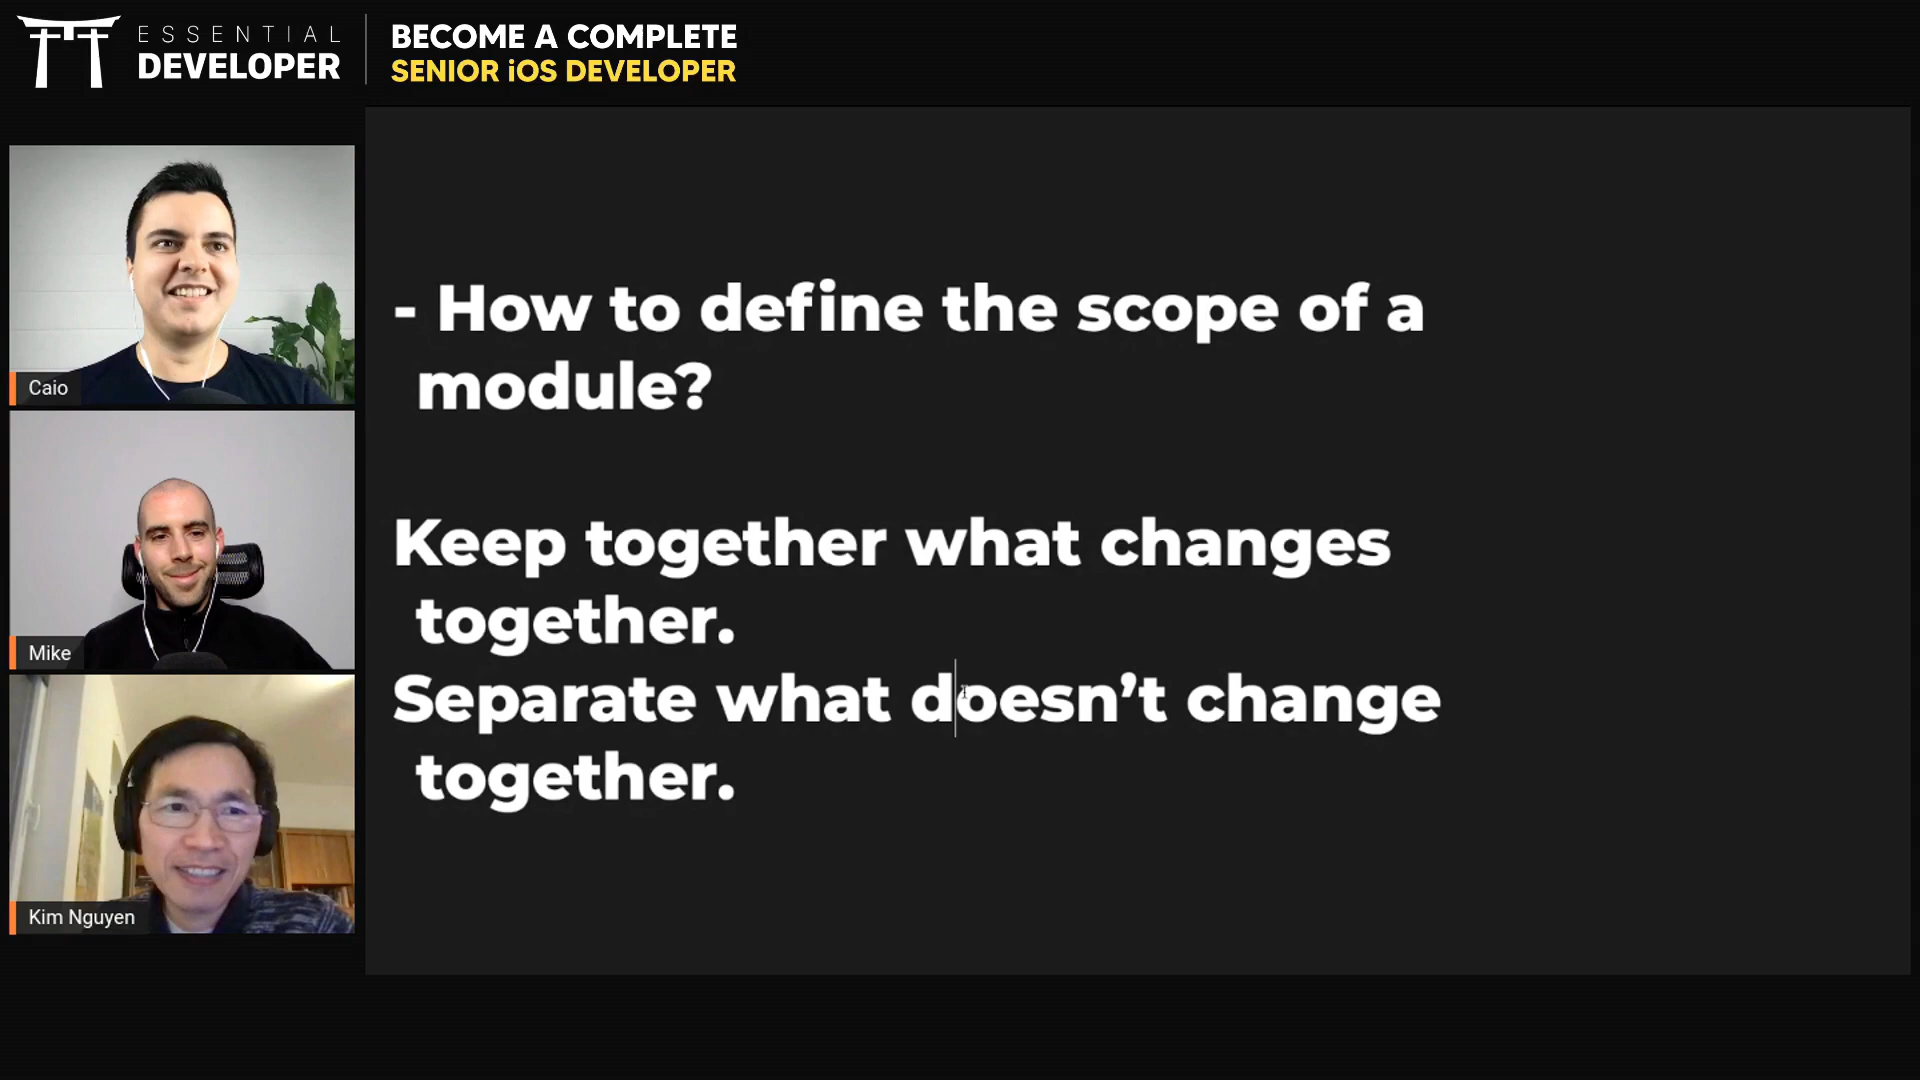 ESSENTIAL
DEVELOPER
BECOME A COMPLETE
SENIOR iOS DEVELOPER
Caio
Mike
Kim Nguyen
- How to define the scope of a
module?
Keep together what changes
together.
Separate what doesn’t change
together.